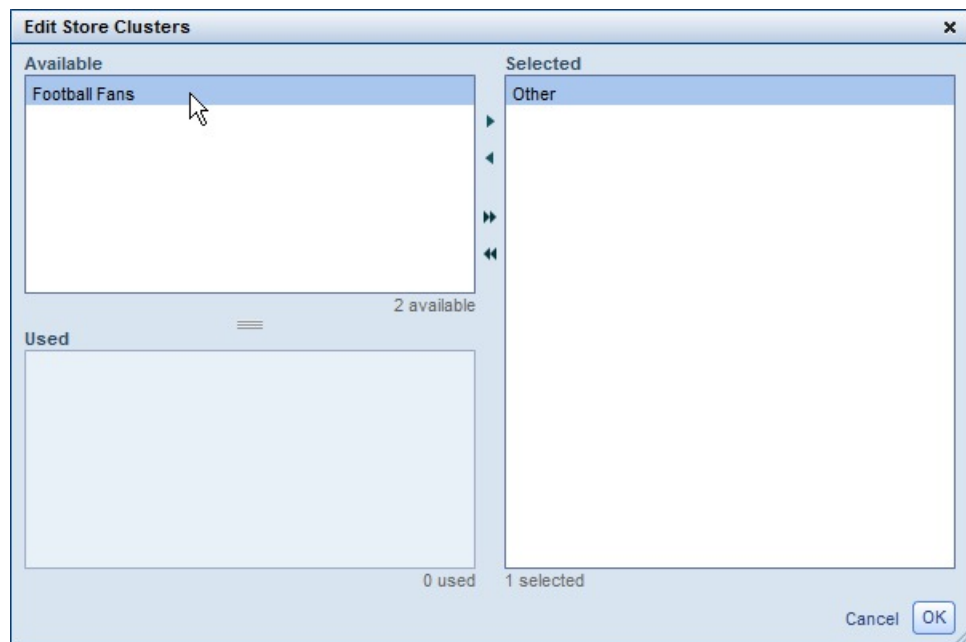 Edit Store Clusters
Available
Football Fans
2 available
Used
0 used
Selected
Other
1 selected
Cancel OK